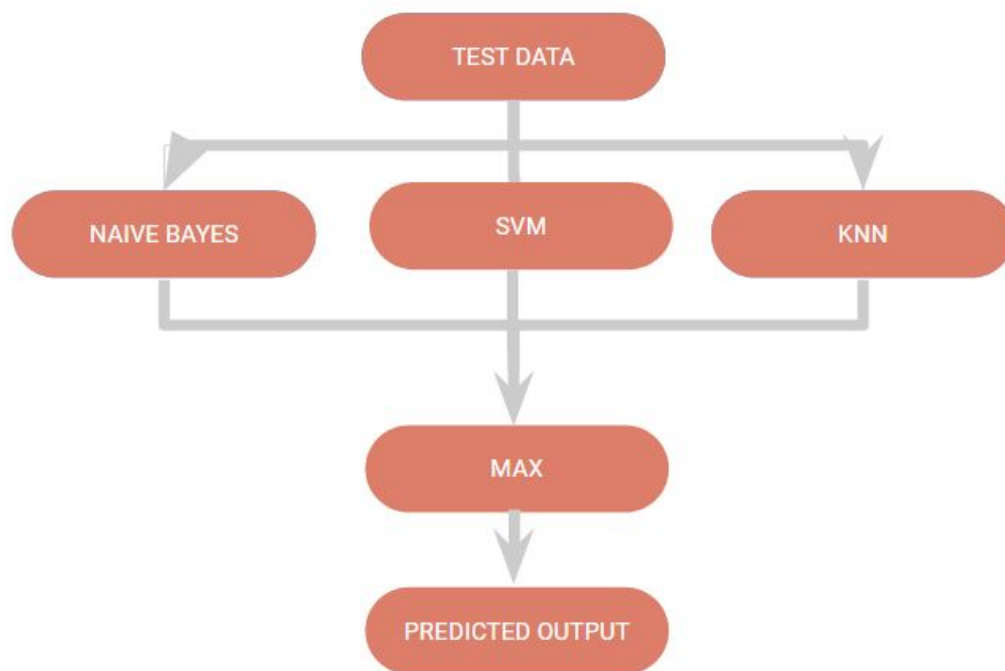 TEST DATA
NAIVE BAYES
SVM
KNN
MAX
PREDICTED OUTPUT